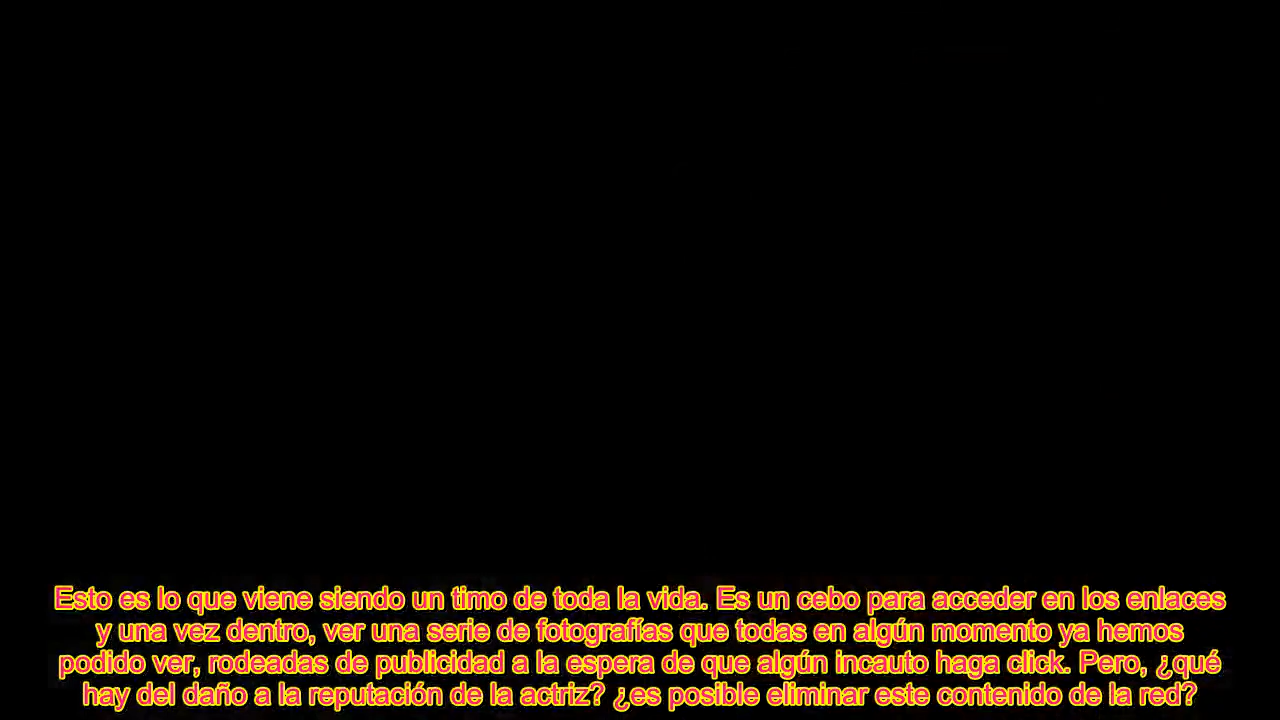 Esto es lo que viene siendo un timo de toda la vida. Es un cebo para acceder en los enlaces
y una vez dentro, ver una serie de fotografías que todas en algún momento ya hemos
podido ver, rodeadas de publicidad a la espera de que algún incauto haga click. Pero, ¿qué
hay del daño a la reputación de la actriz? ¿es posible eliminar este contenido de la red?